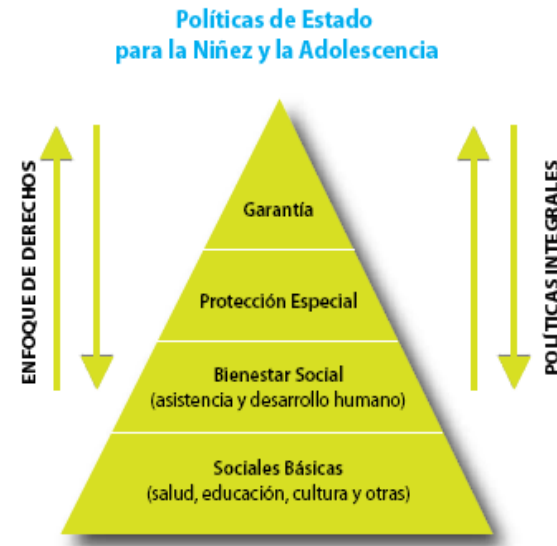 Políticas de Estado
para la Niñez y la Adolescencia
ENFOQUE DE DERECHOS
Garantía
Protección Especial
Bienestar Social
(asistencia y desarrollo humano)
Sociales Básicas
(salud, educación, cultura y otras)
POLÍTICAS INTEGRALES